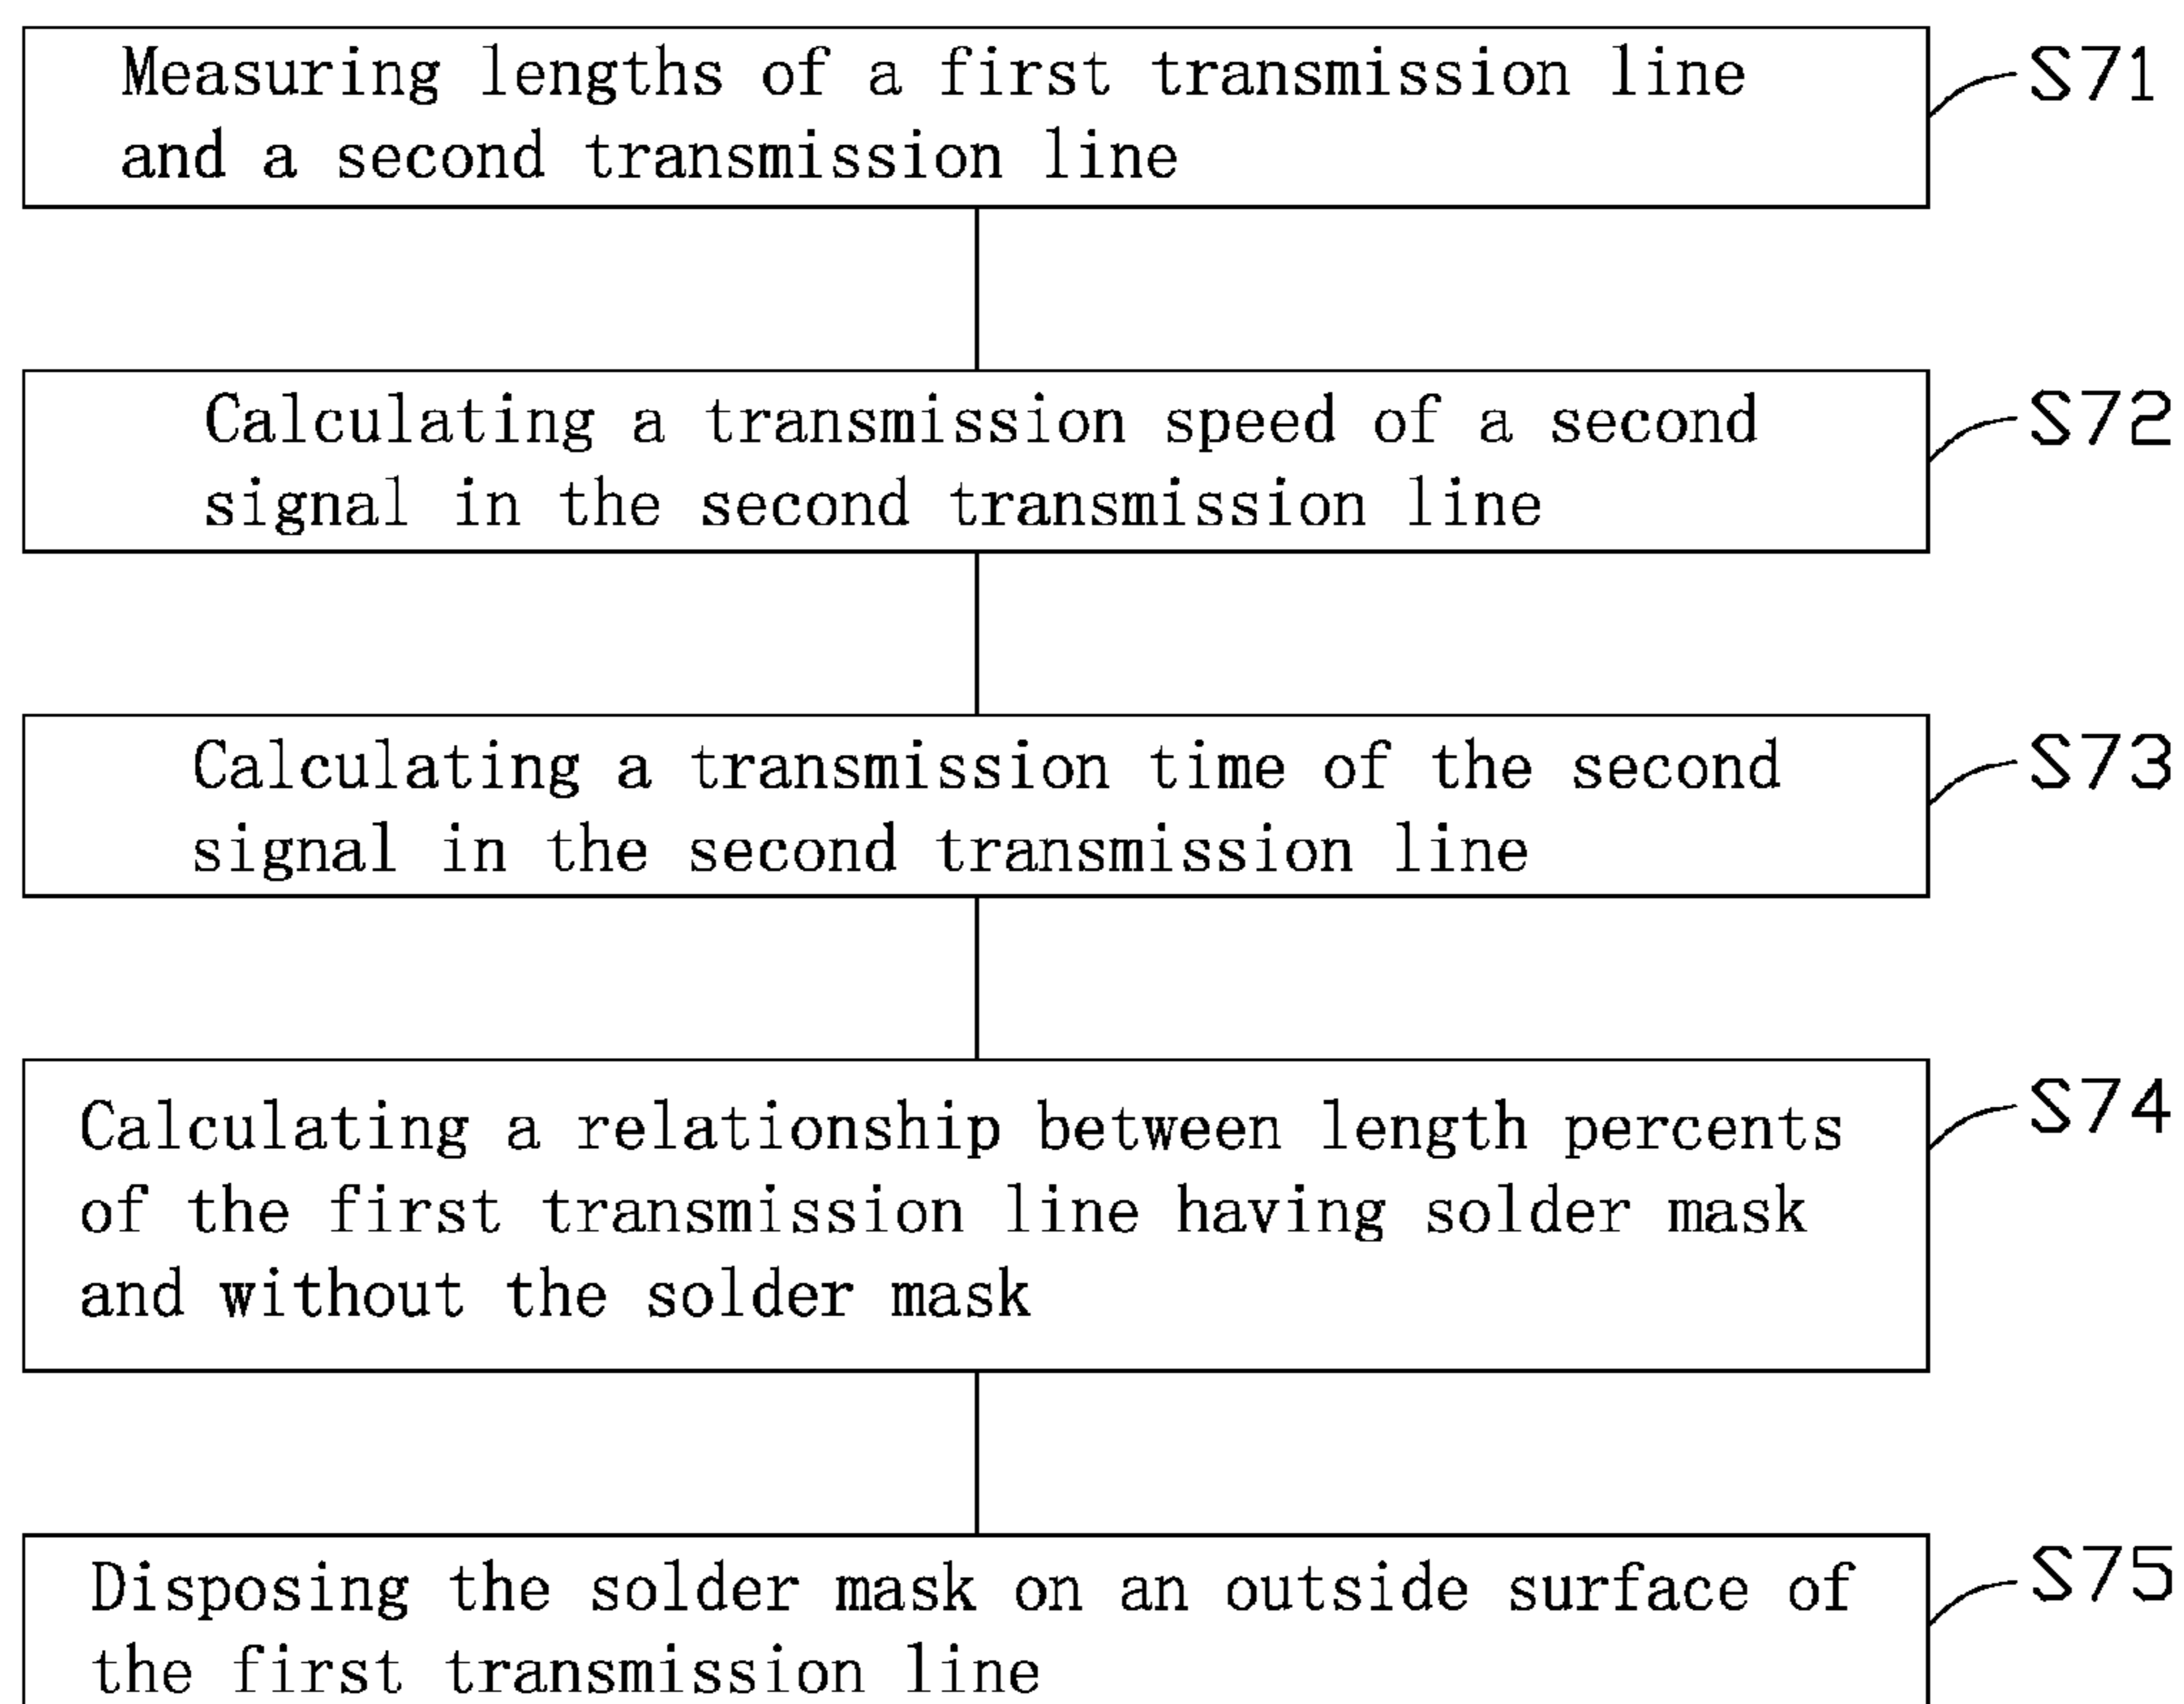 Measuring lengths of a first transmission line
and a second transmission line
S71
Calculating a transmission speed of a second
signal in the second transmission line
S72
Calculating a transmission time of the second
signal in the second transmission line
S73
Calculating a relationship between length percents
of the first transmission line having solder mask
and without the solder mask
S74
Disposing the solder mask on an outside surface of
the first transmission line
S75